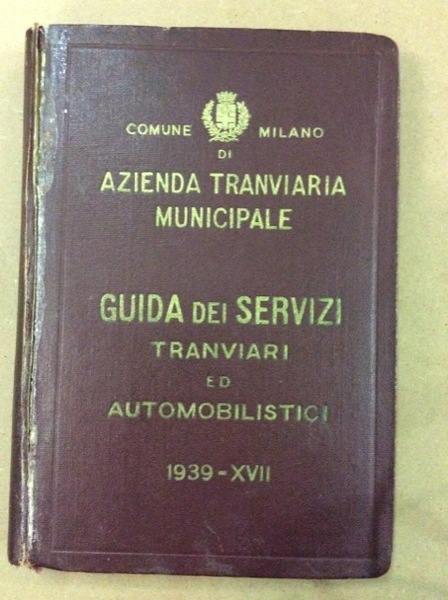 COMUNE MILANO
DI
AZIENDA TRANVIARIA
MUNICIPALE
GUIDA DEI SERVIZI
TRANVIARI
ED
AUTOMOBILISTICI
1939-XVII